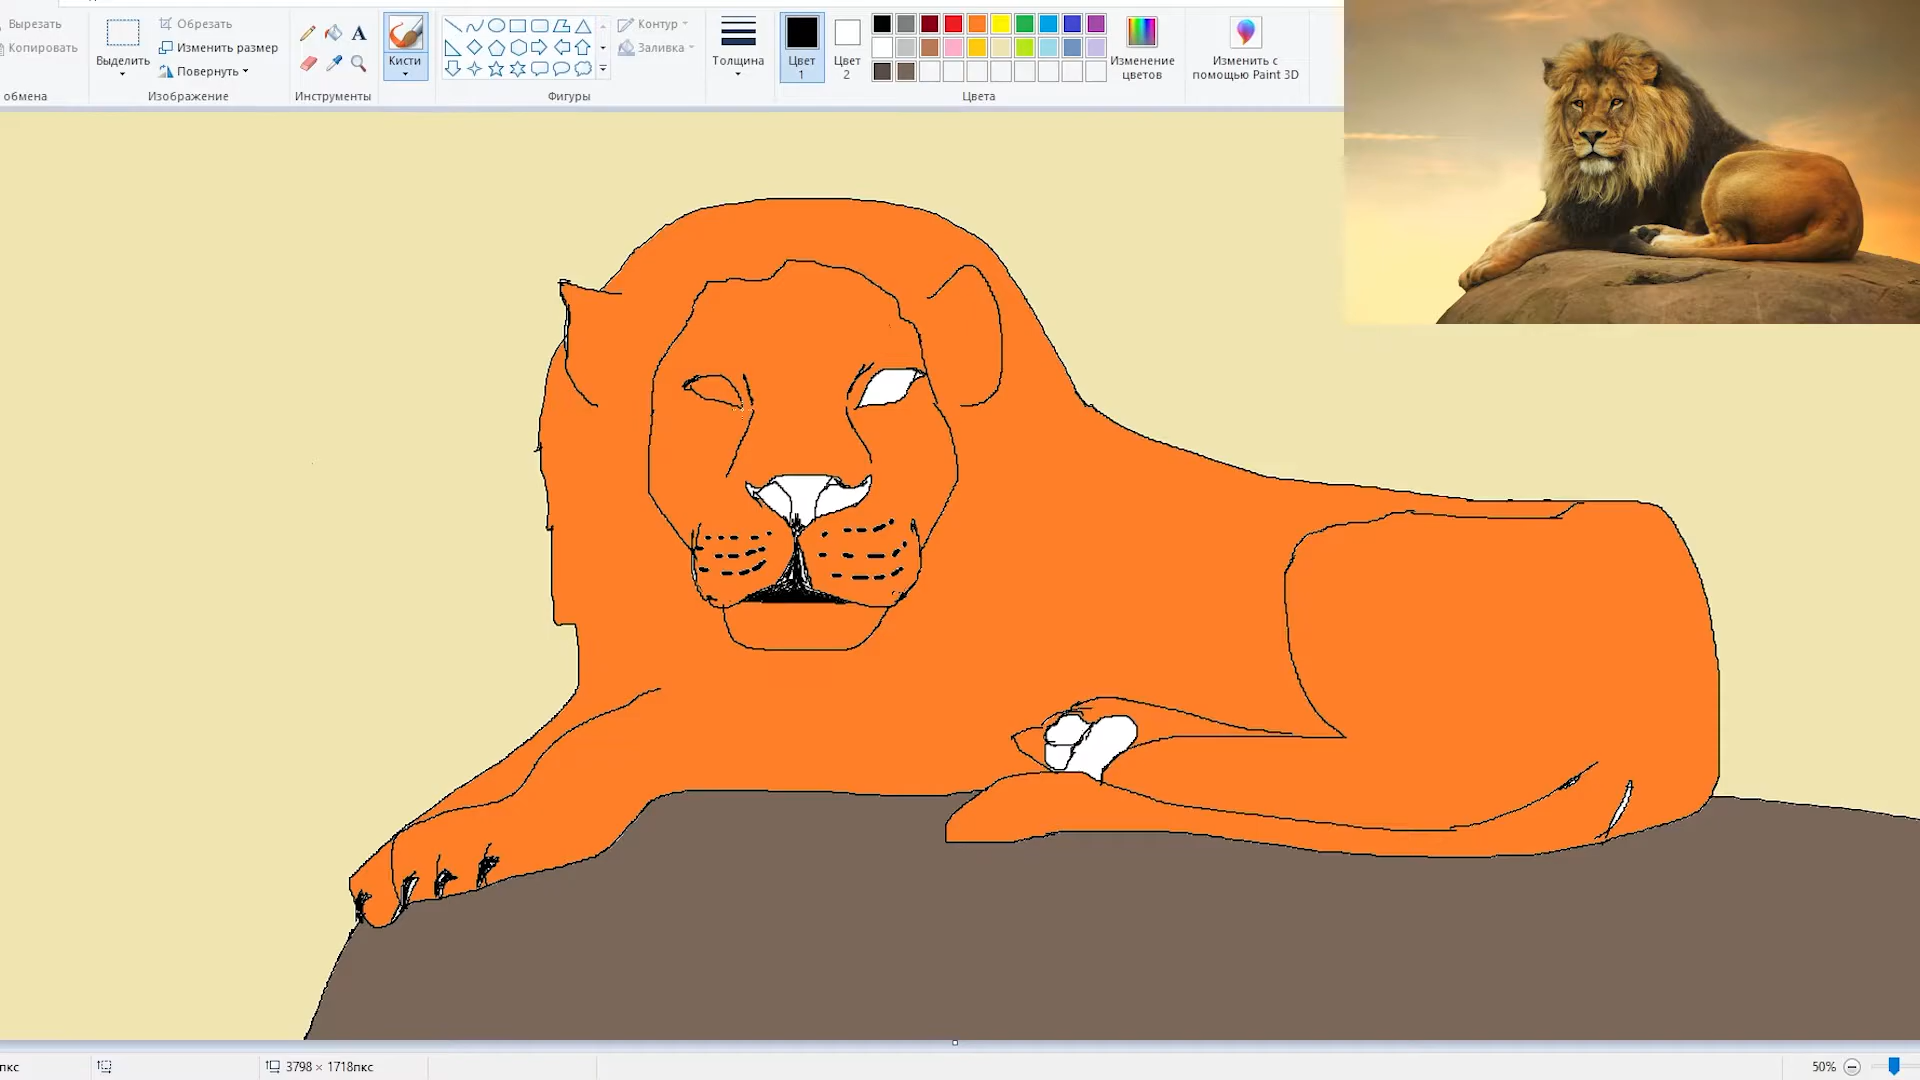 Вырезать
Копировать
обмена
Выделить
Обрезать
Изменить размер
Повернуть
Изображение
A
Инструменты
Кисти
Контур
Заливка
Фигуры
Толщина
Цвет
1
Цвет
2
Цвета
Изменение
цветов
Изменить с
помощью Paint 3D
пкс
3798 × 1718пкс
50%